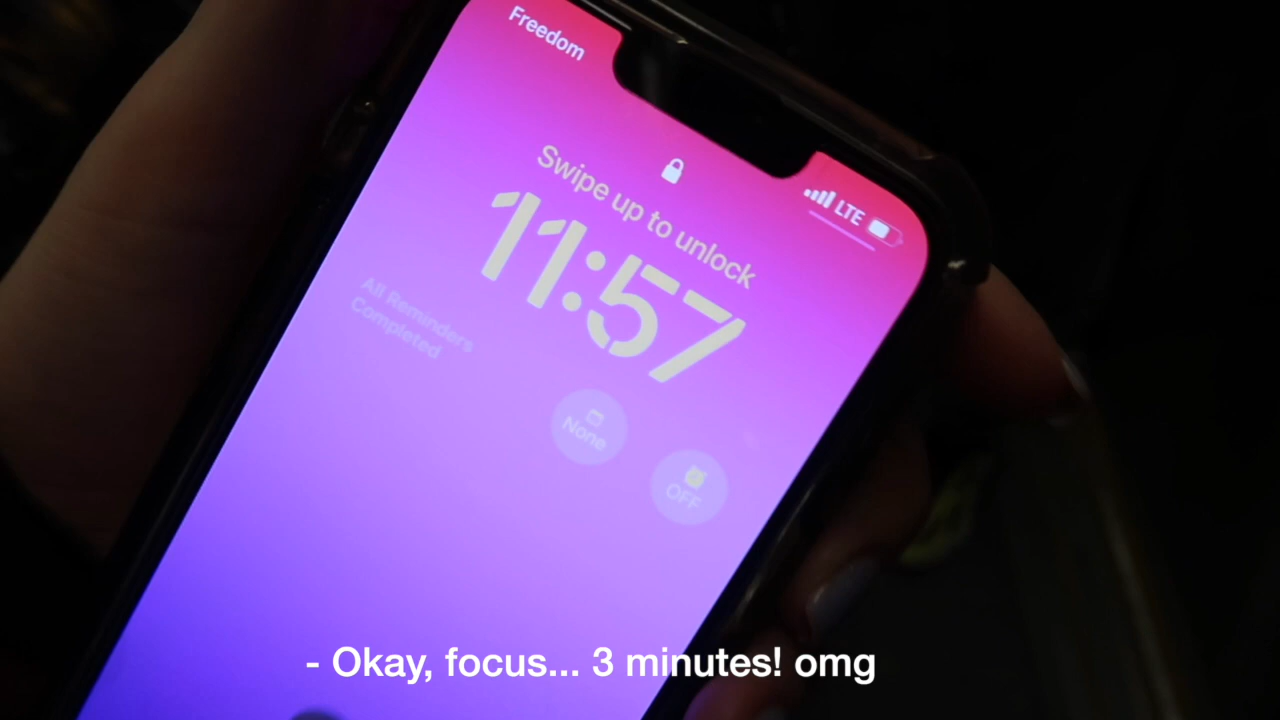 Freedom
LTE
Swipe up to unlock
11:57
All Reminders
Completed
None
OFF
- Okay, focus... 3 minutes! omg